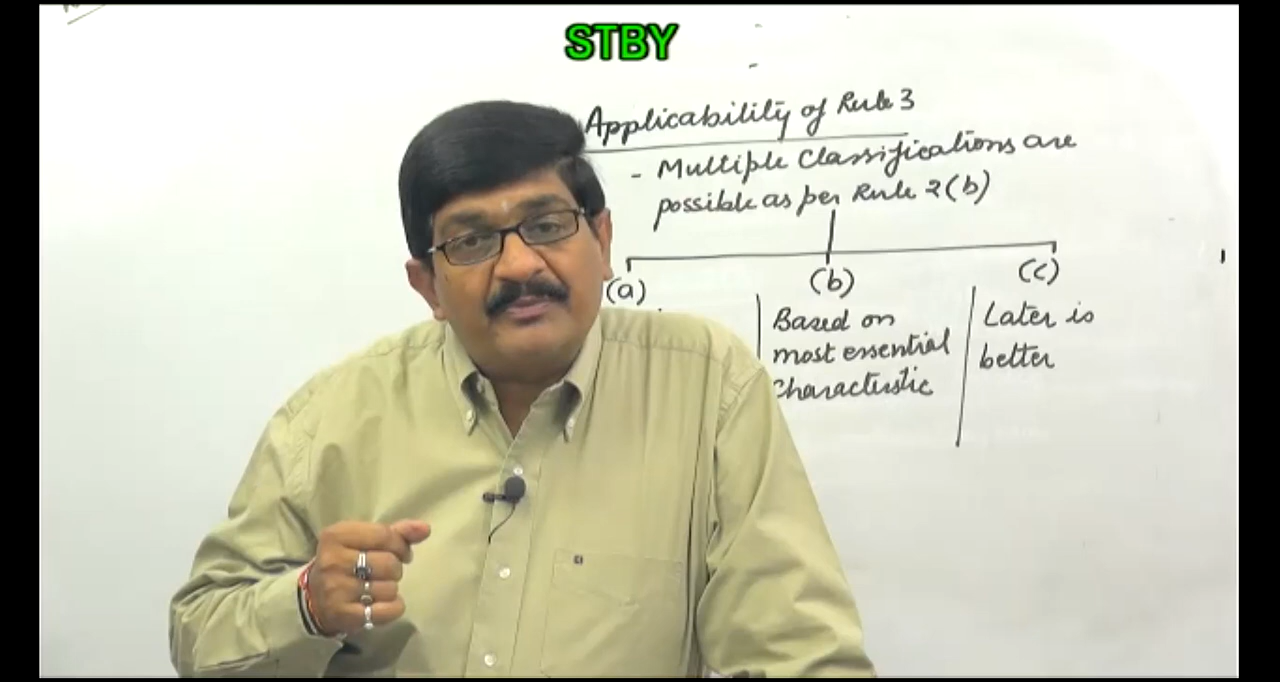 STBY
Applicability of Rule 3
- Multiple Classifications are
possible as per Rule 2(b)
(a)
(b)
(c)
Based on
most essential
Characteristic
Later is
better